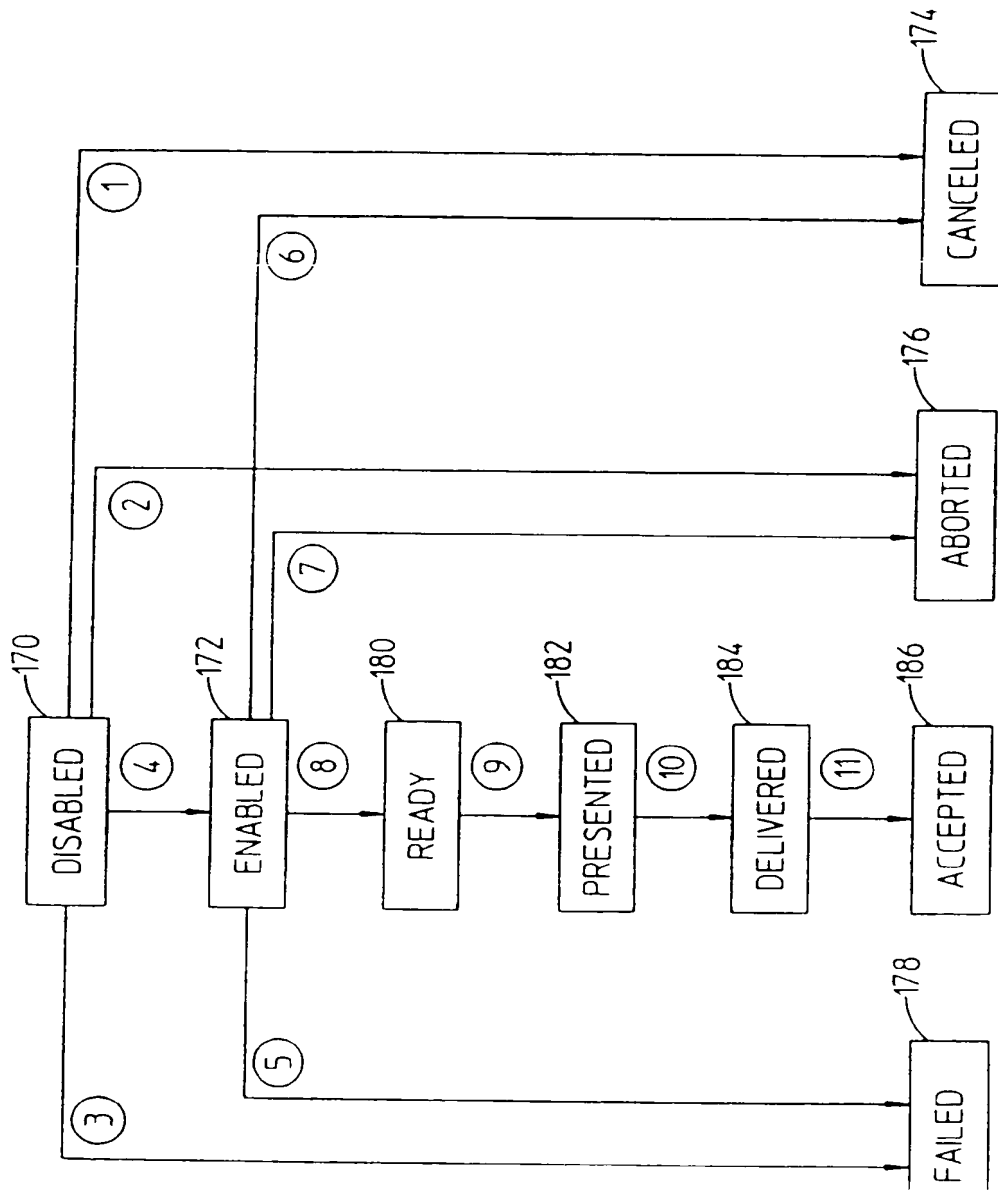 170
DISABLED
1
2
3
4
172
ENABLED
5
6
7
8
180
READY
9
182
PRESENTED
10
184
DELIVERED
11
178
FAILED
186
ACCEPTED
176
ABORTED
174
CANCELED